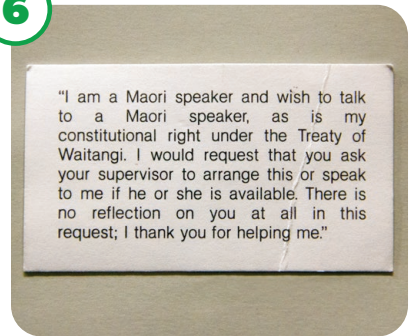 6
“I am a Maori speaker and wish to talk
to a Maori speaker, as is my
constitutional right under the Treaty of
Waitangi. I would request that you ask
your supervisor to arrange this or speak
to me if he or she is available. There is
no reflection on you at all in this
request; I thank you for helping me.”